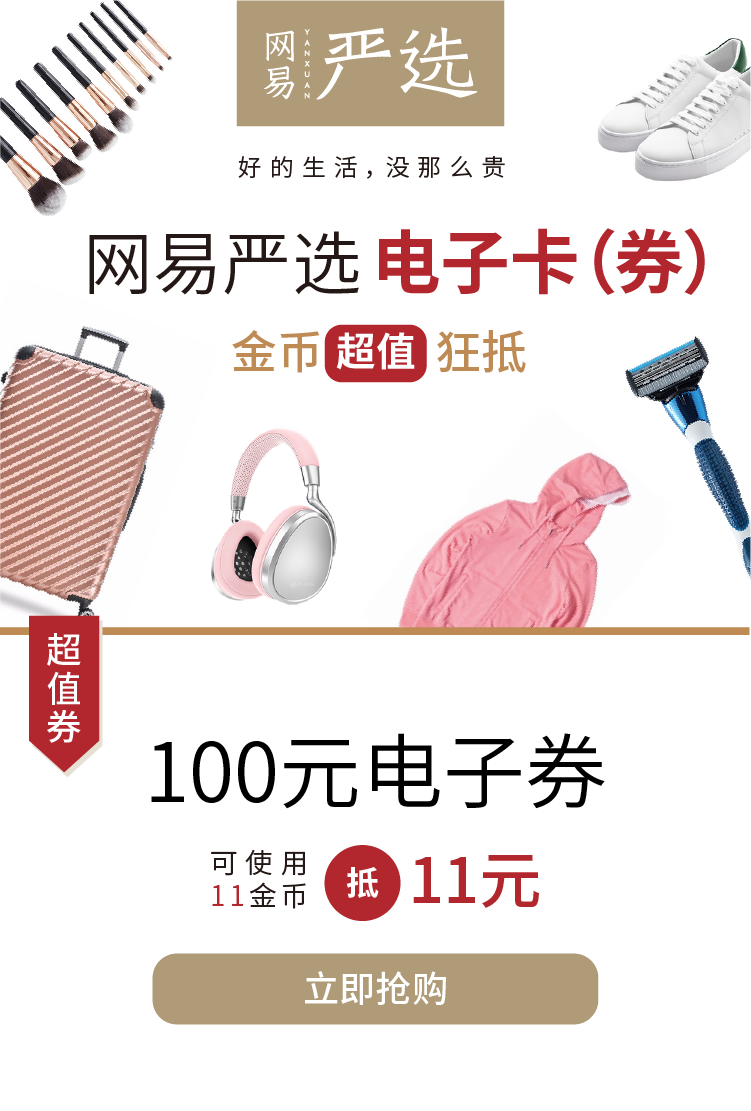 网易 YANXUAN 严选
好的生活，没那么贵
网易严选 电子卡（券）
金币 超值 狂抵
超值券
100元电子券
可使用
11金币
抵
11元
立即抢购